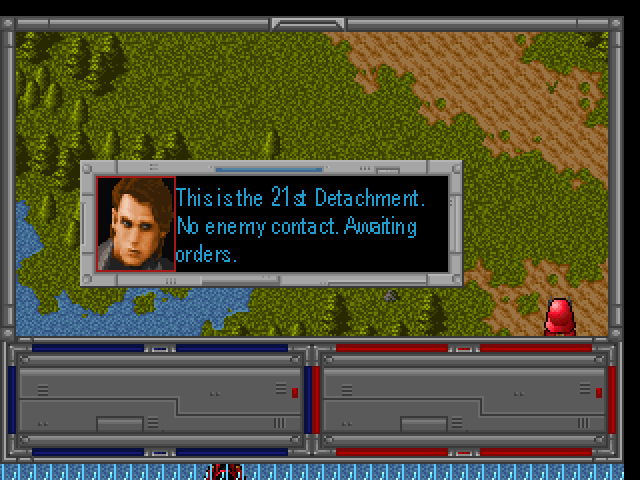 This is the 21st Detachment.
No enemy contact. Awaiting
orders.